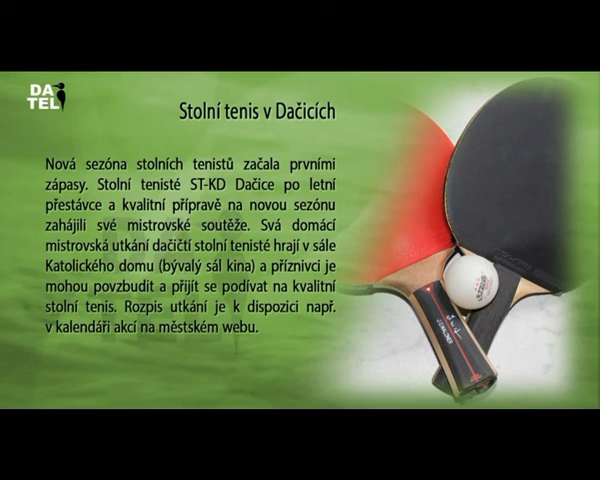 DA
TEL
Stolní tenis v Dačicích
Nová sezóna stolních tenistů začala prvními
zápasy. Stolní tenisté ST-KD Dačice po letní
přestávce a kvalitní přípravě na novou sezónu
zahájili své mistrovské soutěže. Svá domácí
mistrovská utkání dačičtí stolní tenisté hrají v sále
Katolického domu (bývalý sál kina) a příznivci je
mohou povzbudit a přijít se podívat na kvalitní
stolní tenis. Rozpis utkání je k dispozici např.
v kalendáři akcí na městském webu.